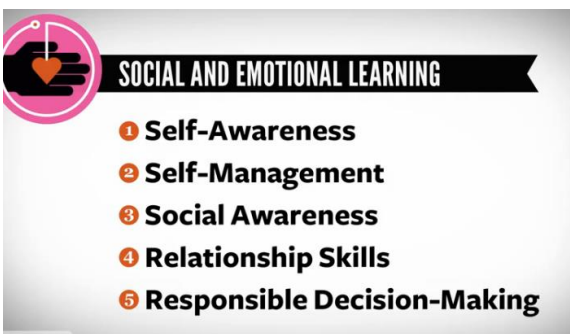 SOCIAL AND EMOTIONAL LEARNING
1 Self-Awareness
2 Self-Management
3 Social Awareness
4 Relationship Skills
5 Responsible Decision-Making